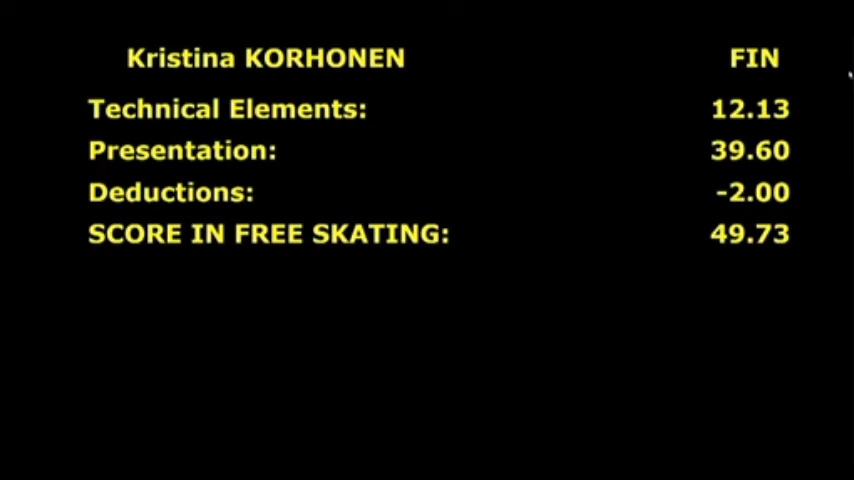 Kristina KORHONEN FIN
Technical Elements: 12.13
Presentation: 39.60
Deductions: -2.00
SCORE IN FREE SKATING: 49.73